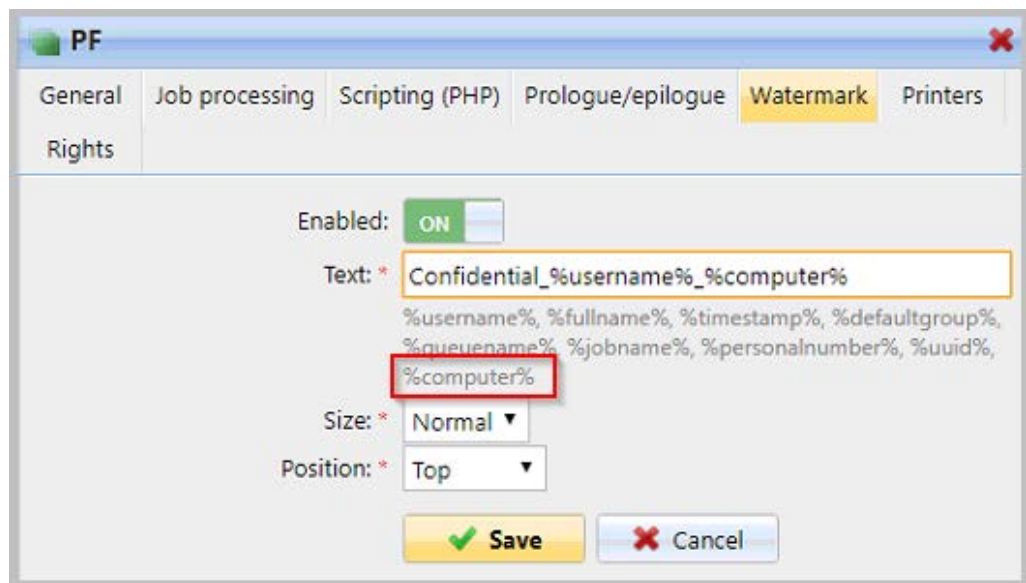 PF
General Job processing Scripting (PHP) Prologue/epilogue Watermark Printers
Rights
Enabled: ON
Text: * Confidential_%username%_%computer%
%username%, %fullname%, %timestamp%, %defaultgroup%,
%queuename%, %jobname%, %personalnumber%, %uuid%,
%computer%
Size: * Normal
Position: * Top
Save Cancel